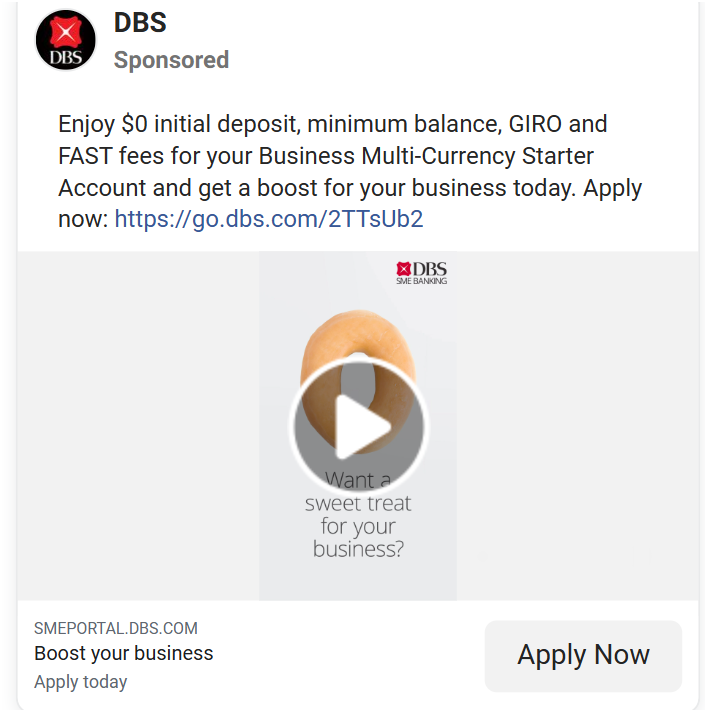 DBS
DBS
Sponsored
Enjoy $0 initial deposit, minimum balance, GIRO and
FAST fees for your Business Multi-Currency Starter
Account and get a boost for your business today. Apply
now: https://go.dbs.com/2TTsUb2
DBS
SME BANKING
Want a
sweet treat
for your
business?
SMEPORTAL.DBS.COM
Boost your business
Apply today
Apply Now